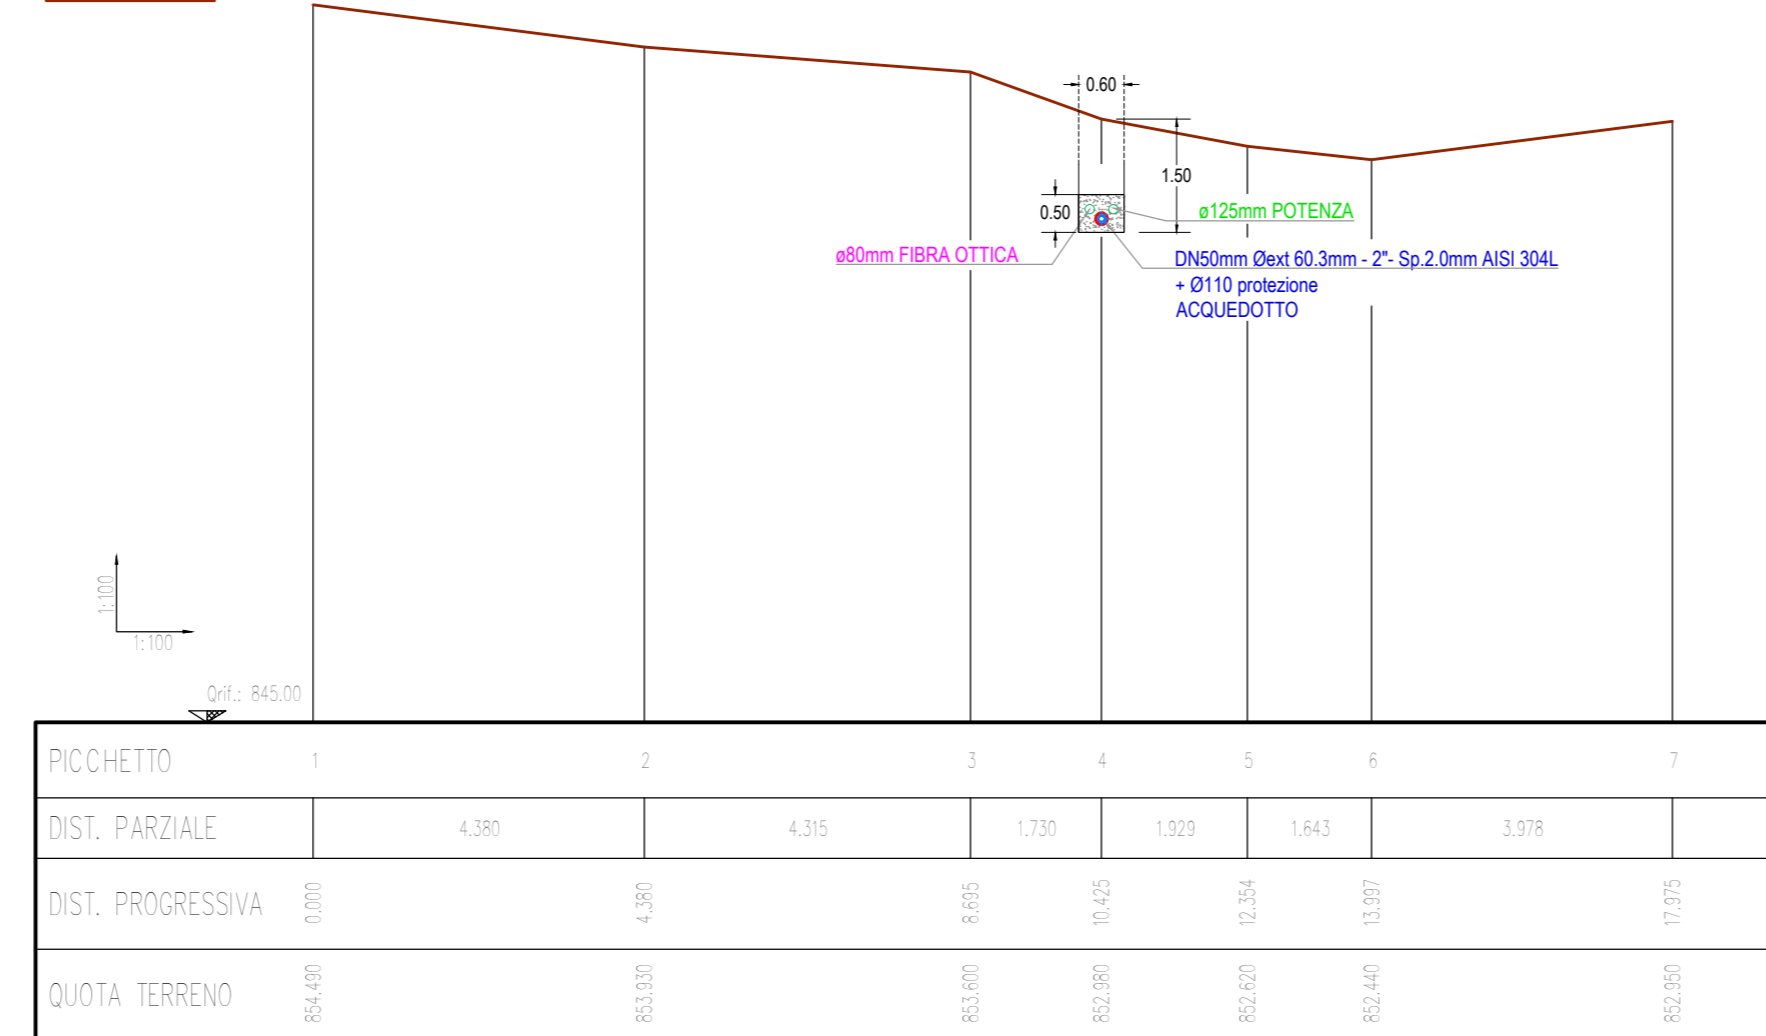 0.60
1.50
0.50
ø125mm POTENZA
ø80mm FIBRA OTTICA
DN50mm Øext 60.3mm - 2"- Sp.2.0mm AISI 304L
+ Ø110 protezione
ACQUEDOTTO
1:100
1:100
Qrif.: 845.00
PICCHETTO 1 2 3 4 5 6 7
DIST. PARZIALE 4.380 4.315 1.730 1.929 1.643 3.978
DIST. PROGRESSIVA 0.000 4.380 8.695 10.425 12.354 13.997 17.975
QUOTA TERRENO 854.490 853.930 853.600 852.980 852.620 852.440 852.950